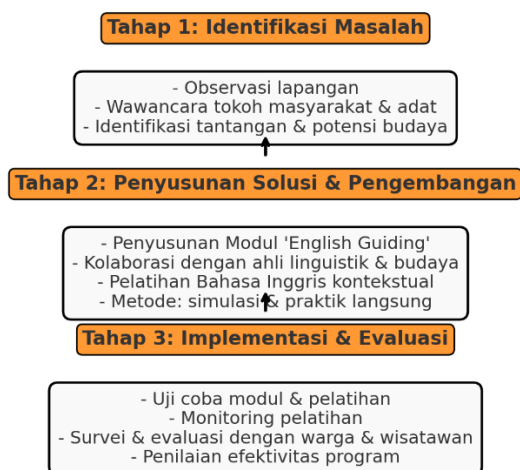 Tahap 1: Identifikasi Masalah
- Observasi lapangan
- Wawancara tokoh masyarakat & adat
- Identifikasi tantangan & potensi budaya
Tahap 2: Penyusunan Solusi & Pengembangan
- Penyusunan Modul 'English Guiding'
- Kolaborasi dengan ahli linguistik & budaya
- Pelatihan Bahasa Inggris kontekstual
- Metode: simulasi & praktik langsung
Tahap 3: Implementasi & Evaluasi
- Uji coba modul & pelatihan
- Monitoring pelatihan
- Survei & evaluasi dengan warga & wisatawan
- Penilaian efektivitas program